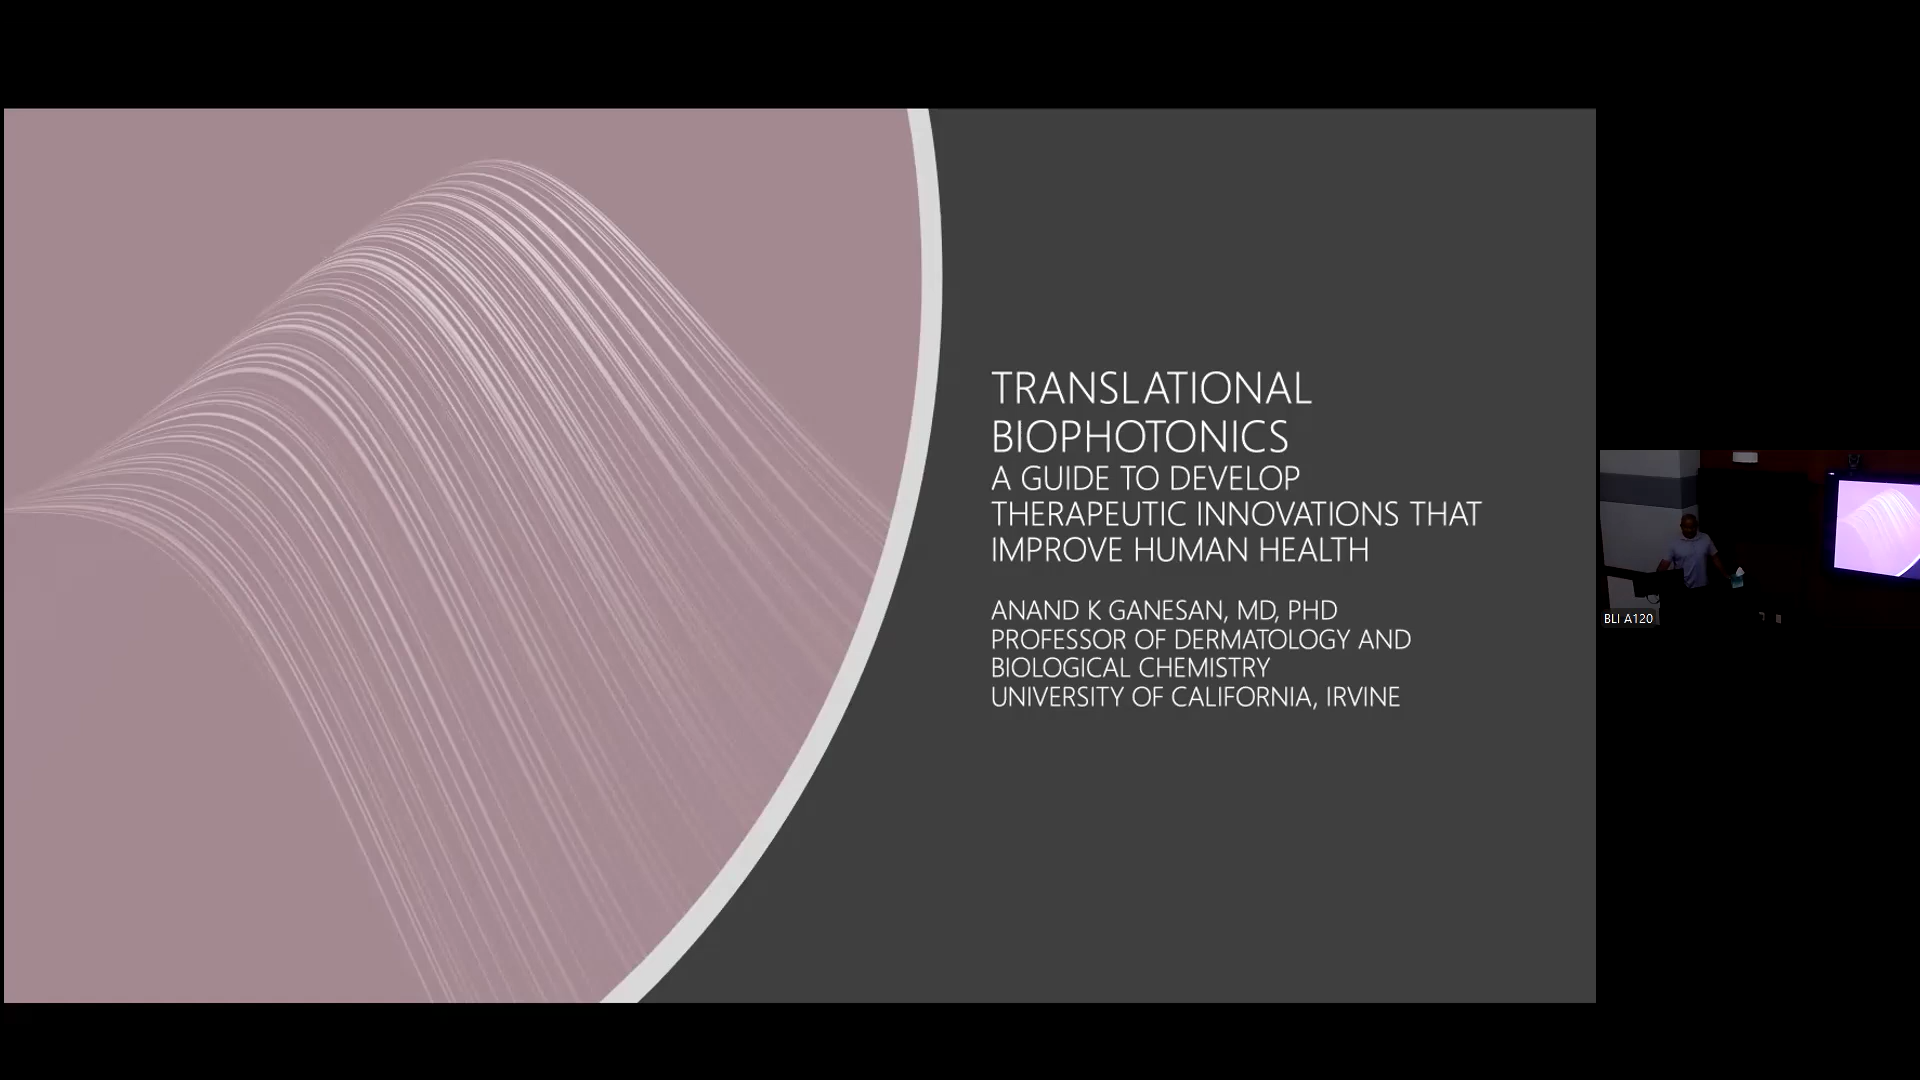 TRANSLATIONAL
BIOPHOTONICS
A GUIDE TO DEVELOP
THERAPEUTIC INNOVATIONS THAT
IMPROVE HUMAN HEALTH
ANAND K GANESAN, MD, PHD
PROFESSOR OF DERMATOLOGY AND
BIOLOGICAL CHEMISTRY
UNIVERSITY OF CALIFORNIA, IRVINE
BLI A120